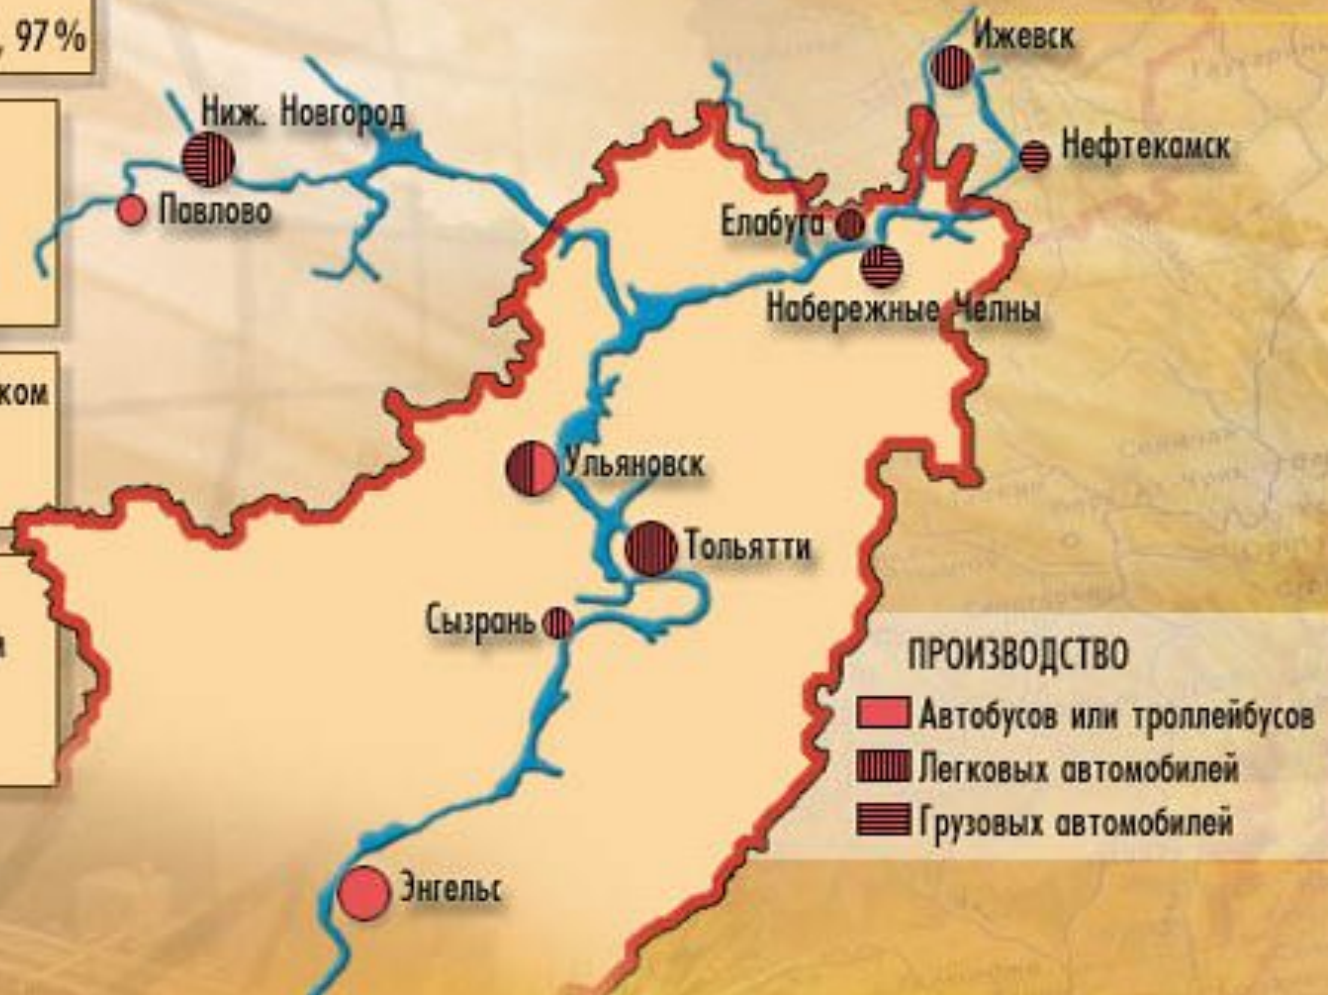 , 97%
Ижевск
Ниж. Новгород
Нефтекамск
Павлово
Елабуга
Набережные Челны
ком
Ульяновск
Тольятти
Сызрань
ПРОИЗВОДСТВО
Автобусов или троллейбусов
Легковых автомобилей
Грузовых автомобилей
Энгельс